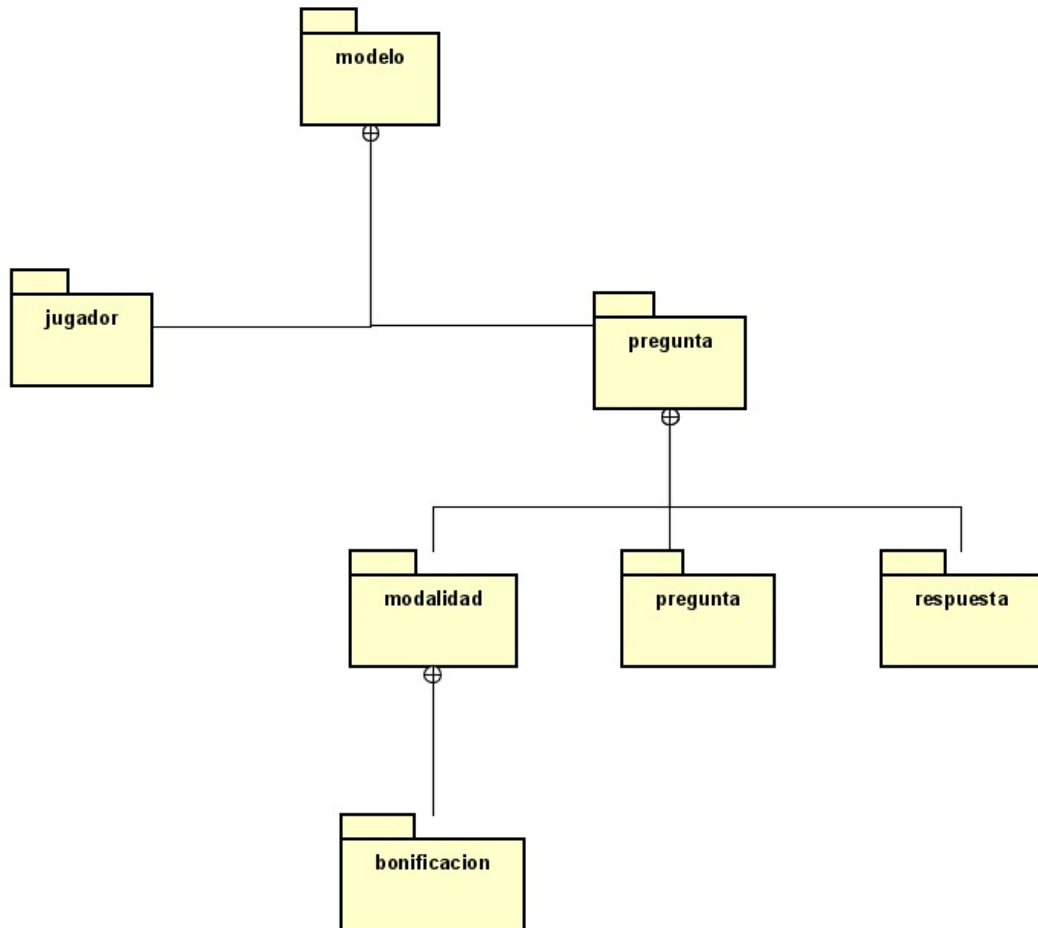 modelo
jugador
pregunta
modalidad
pregunta
respuesta
bonificacion